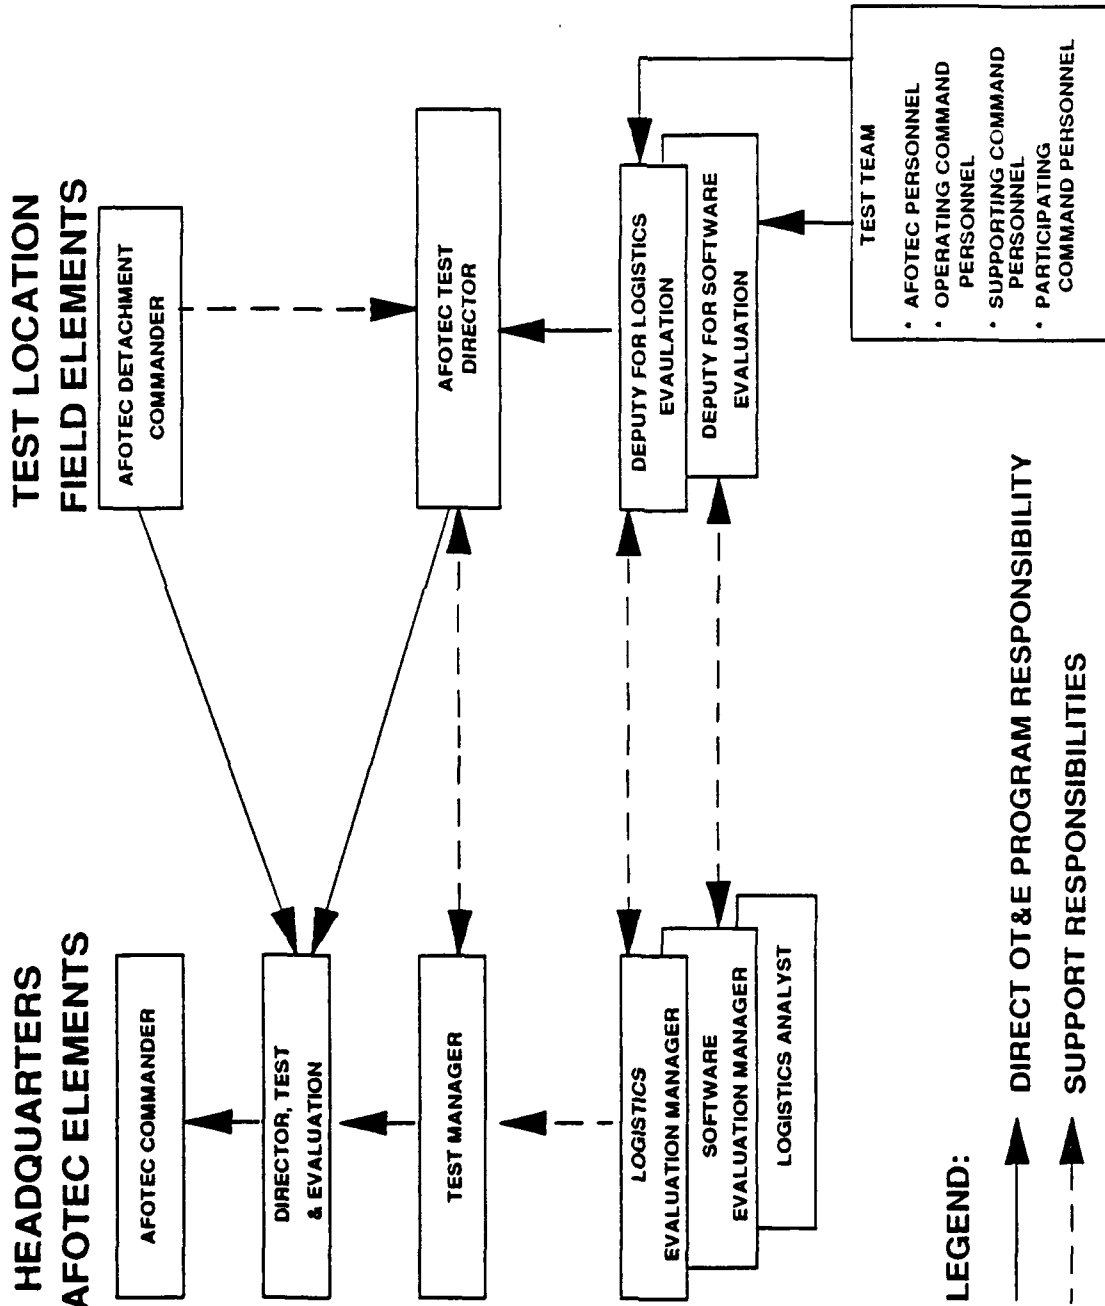 HEADQUARTERS
AFOTEC ELEMENTS
AFOTEC COMMANDER
DIRECTOR, TEST
& EVALUATION
TEST MANAGER
LOGISTICS
EVALUATION MANAGER
SOFTWARE
EVALUATION MANAGER
LOGISTICS ANALYST
TEST LOCATION
FIELD ELEMENTS
AFOTEC DETACHMENT
COMMANDER
AFOTEC TEST
DIRECTOR
DEPUTY FOR LOGISTICS
EVAULATION
DEPUTY FOR SOFTWARE
EVALUATION
TEST TEAM
* AFOTEC PERSONNEL
* OPERATING COMMAND
PERSONNEL
* SUPPORTING COMMAND
PERSONNEL
* PARTICIPATING
COMMAND PERSONNEL
LEGEND:
DIRECT OT&E PROGRAM RESPONSIBILITY
SUPPORT RESPONSIBILITIES